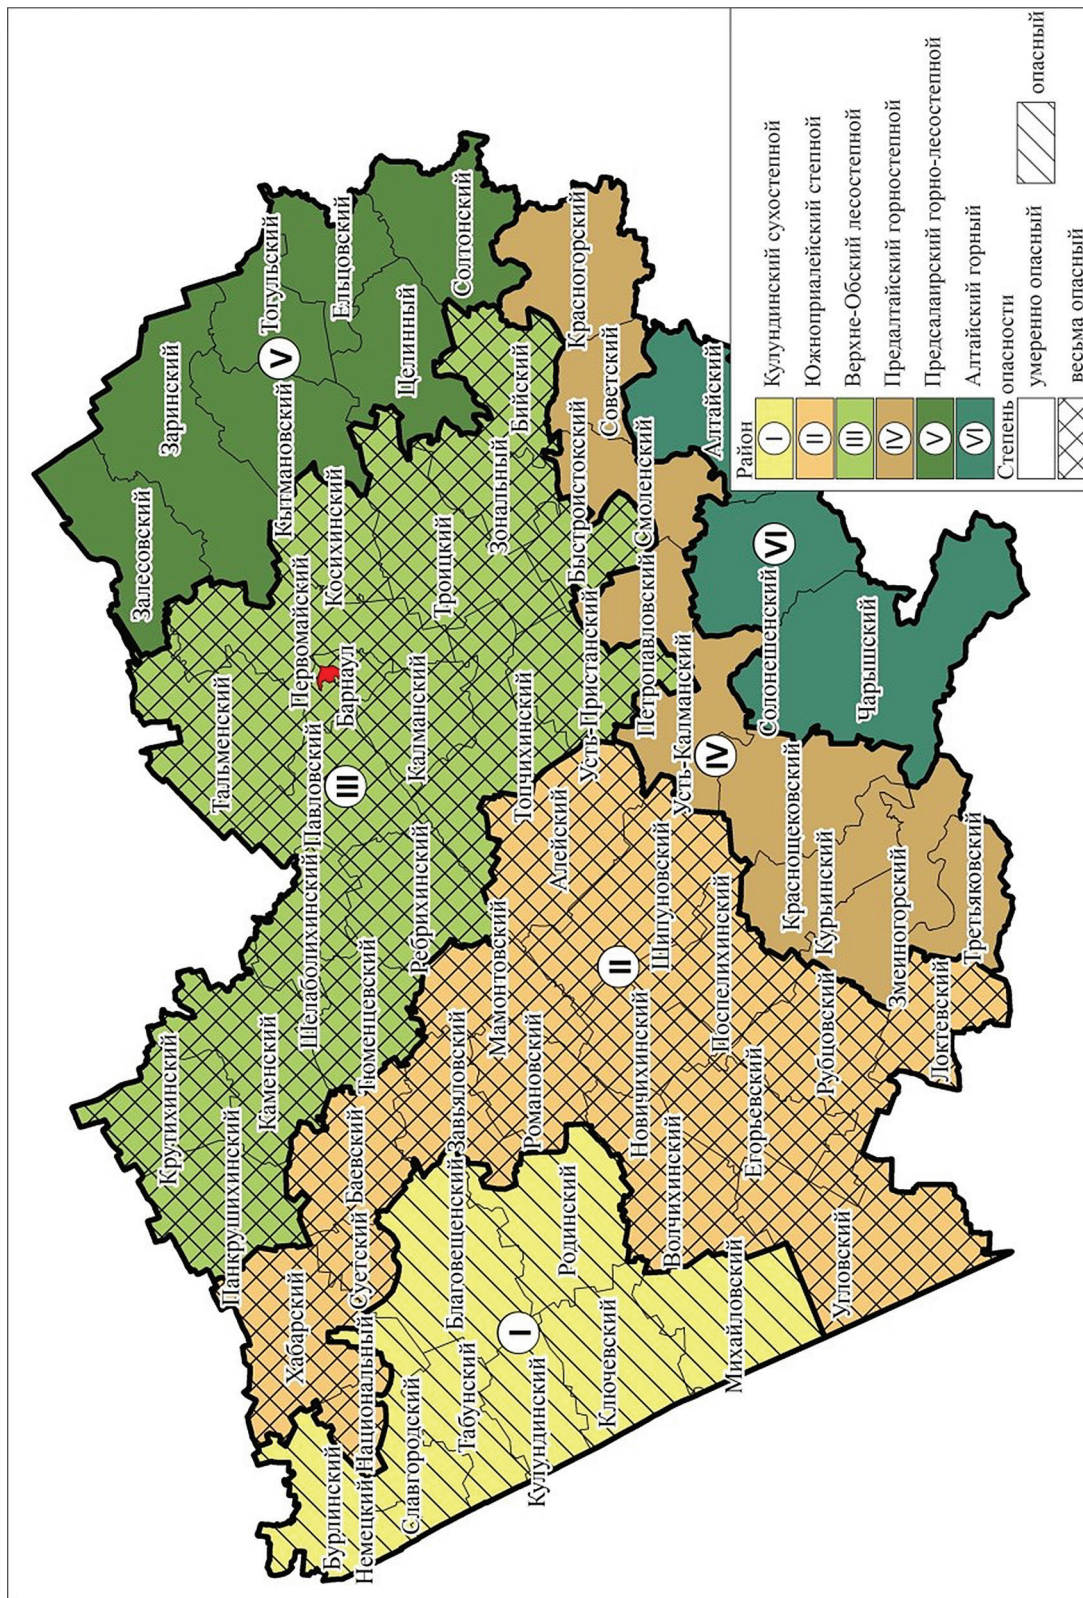 Залесовский
Заринский
Тальменский
Крутихинский
Панкрушихинский
Каменский
Кытмановский
Тогульский
Первомайский
Косихинский
Ельцовский
V
Барнаул
Павловский
III
Шелаболихинский
Тюменцевский
Ребрихинский
Калманский
Троицкий
Целинный
Солтонский
Хабарский
Суетский
Баевский
Бурлинский
Немецкий Национальный
Славгородский
Табунский
Благовещенский
Завьяловский
Мамонтовский
Романовский
Топчихинский
Зональный
Бийский
Кулундинский
I
Родинский
Ключевский
Михайловский
Волчихинский
Новичихинский
II
Алейский
Шипуновский
Поспелихинский
Егорьевский
Угловский
Рубцовский
Локтевский
Усть-Пристанский
Быстроистокский
Красногорский
Советский
Петропавловский
Смоленский
Усть-Калманский
IV
Алтайский
Солонешенский
VI
Чарышский
Краснощековский
Курьинский
Змеиногорский
Третьяковский
Район
I
Кулундинский сухостепной
II
Южноприалейский степной
III
Верхне-Обский лесостепной
IV
Предалтайский горностепной
V
Предсалаирский горно-лесостепной
VI
Алтайский горный
Степень опасности
умеренно опасный
опасный
весьма опасный